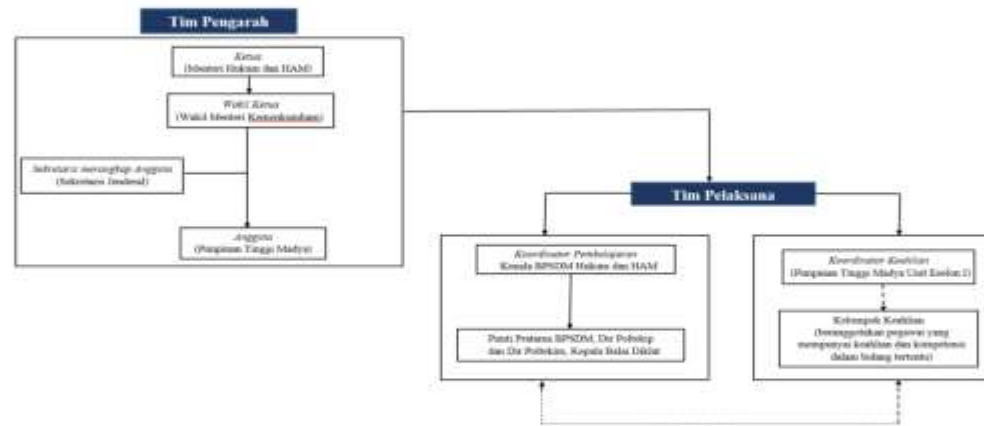 Tim Pengarah
Ketua
(Menteri Hukum dan HAM)
Wakil Ketua
(Wakil Menteri Kemenkumham)
Sekretaris merangkap Anggota
(Sekretaris Jenderal)
Anggota
(Pimpinan Tinggi Madya)
Tim Pelaksana
Koordinator Pembelajaran
Kepala BPSDM Hukum dan HAM
Pimti Pratama BPSDM, Dir Poltekip
dan Dir Poltekim, Kepala Balai Diklat
Koordinator Keahlian
(Pimpinan Tinggi Madya Unit Eselon I)
Kelompok Keahlian
(beranggotakan pegawai yang
mempunyai keahlian dan kompetensi
dalam bidang tertentu)